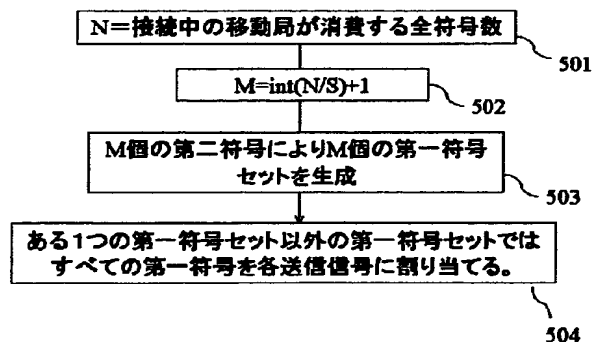 N＝接続中の移動局が消費する全符号数
501
M=int(N/S)+1
502
M個の第二符号によりM個の第一符号
セットを生成
503
ある1つの第一符号セット以外の第一符号セットでは
すべての第一符号を各送信信号に割り当てる。
504